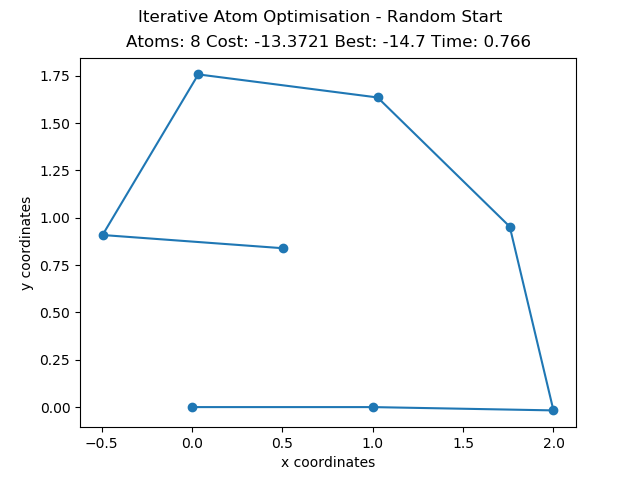 Iterative Atom Optimisation - Random Start
Atoms: 8 Cost: -13.3721 Best: -14.7 Time: 0.766
1.75
1.50
1.25
1.00
0.75
0.50
0.25
0.00
y coordinates
−0.5 0.0 0.5 1.0 1.5 2.0
x coordinates